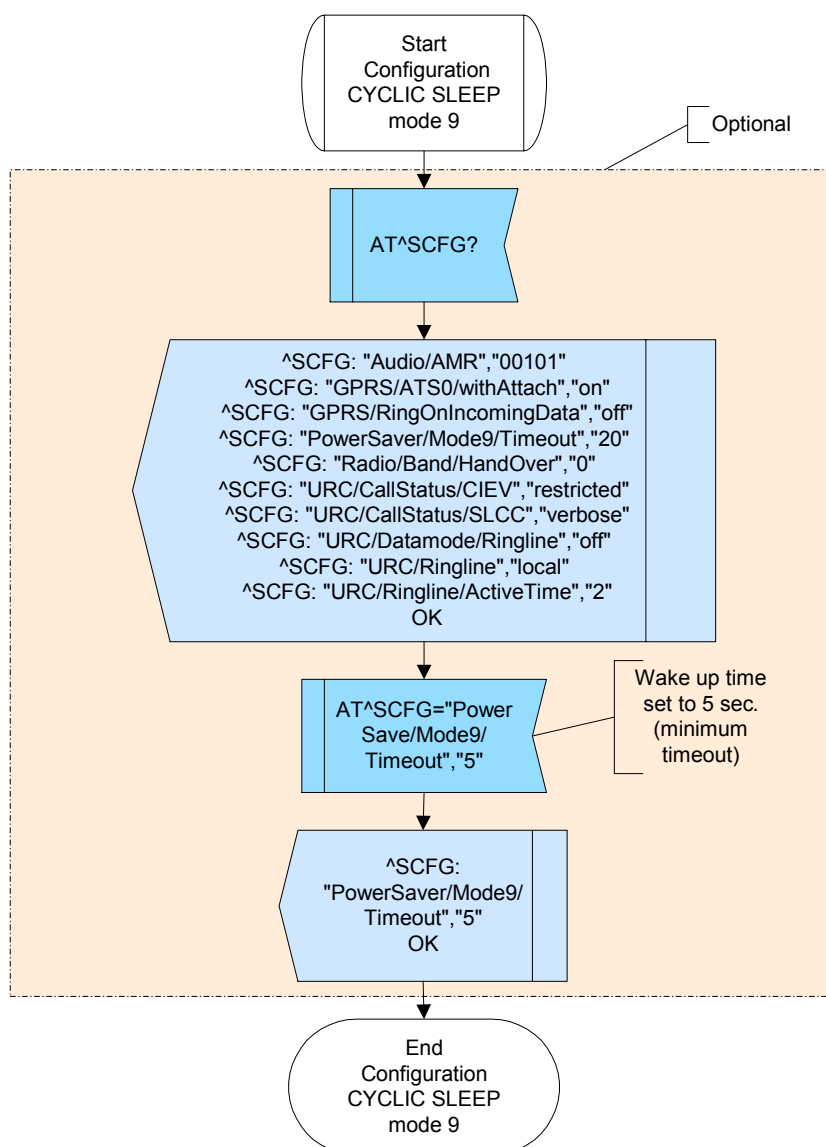 Start
Configuration
CYCLIC SLEEP
mode 9
Optional
AT^SCFG?
^SCFG: "Audio/AMR","00101"
^SCFG: "GPRS/ATS0/withAttach","on"
^SCFG: "GPRS/RingOnIncomingData","off"
^SCFG: "PowerSaver/Mode9/Timeout","20"
^SCFG: "Radio/Band/HandOver","0"
^SCFG: "URC/CallStatus/CIEV","restricted"
^SCFG: "URC/CallStatus/SLCC","verbose"
^SCFG: "URC/Datamode/Ringline","off"
^SCFG: "URC/Ringline","local"
^SCFG: "URC/Ringline/ActiveTime","2"
OK
AT^SCFG="Power
Save/Mode9/
Timeout","5"
Wake up time
set to 5 sec.
(minimum
timeout)
^SCFG:
"PowerSaver/Mode9/
Timeout","5"
OK
End
Configuration
CYCLIC SLEEP
mode 9